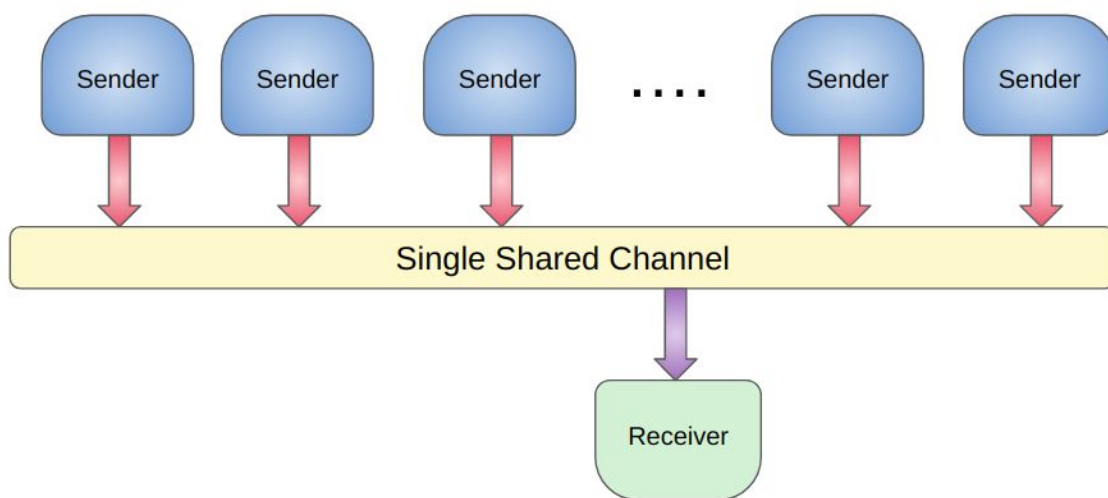 Sender
Sender
Sender
....
Sender
Sender
Single Shared Channel
Receiver